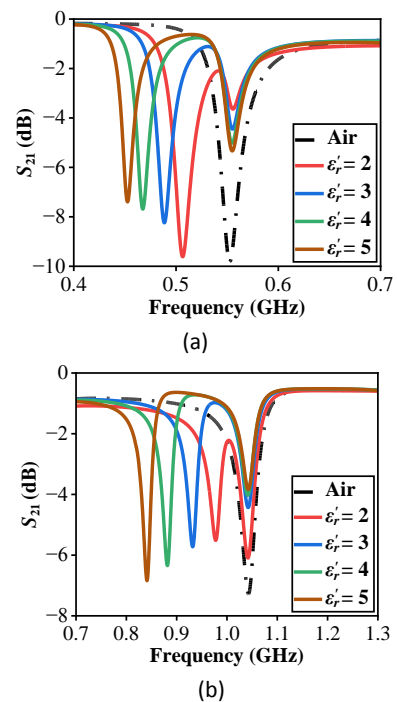 0
−2
−4
−6
−8
−10
S21 (dB)
Air
ε′r = 2
ε′r = 3
ε′r = 4
ε′r = 5
0.4 0.5 0.6 0.7
Frequency (GHz)
(a)
0
−2
−4
−6
−8
S21 (dB)
Air
ε′r = 2
ε′r = 3
ε′r = 4
ε′r = 5
0.7 0.8 0.9 1.0 1.1 1.2 1.3
Frequency (GHz)
(b)